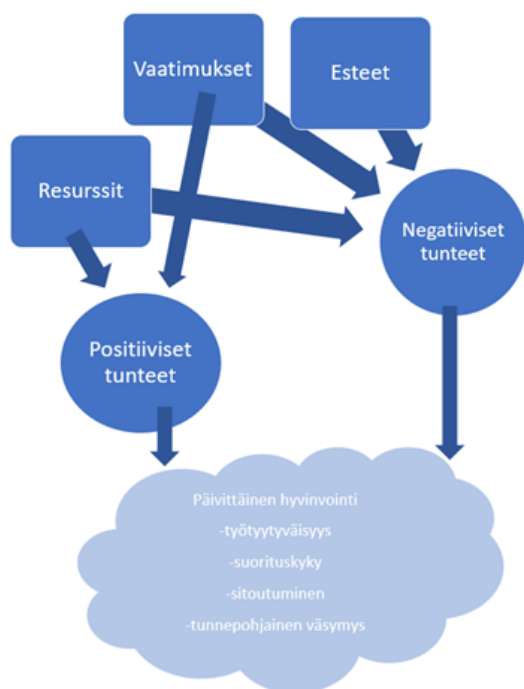 Vaatimukset
Esteet
Resurssit
Negatiiviset
tunteet
Positiiviset
tunteet
Päivittäinen hyvinvointi
-työtyytyväisyys
-suorituskyky
-sitoutuminen
-tunnepohjainen väsymys